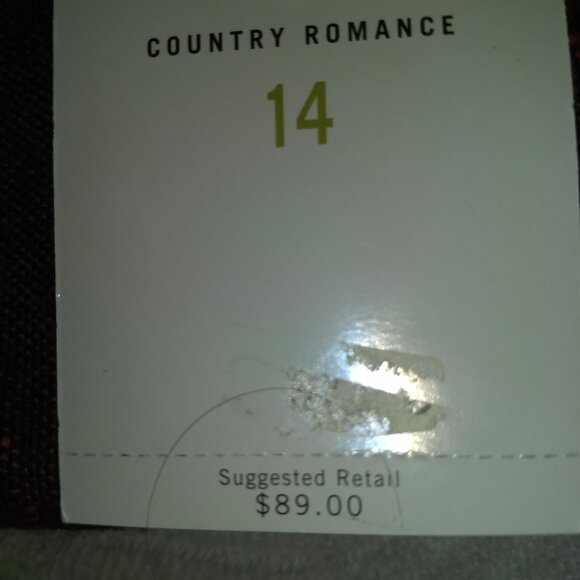 COUNTRY ROMANCE
14
Suggested Retail
$89.00